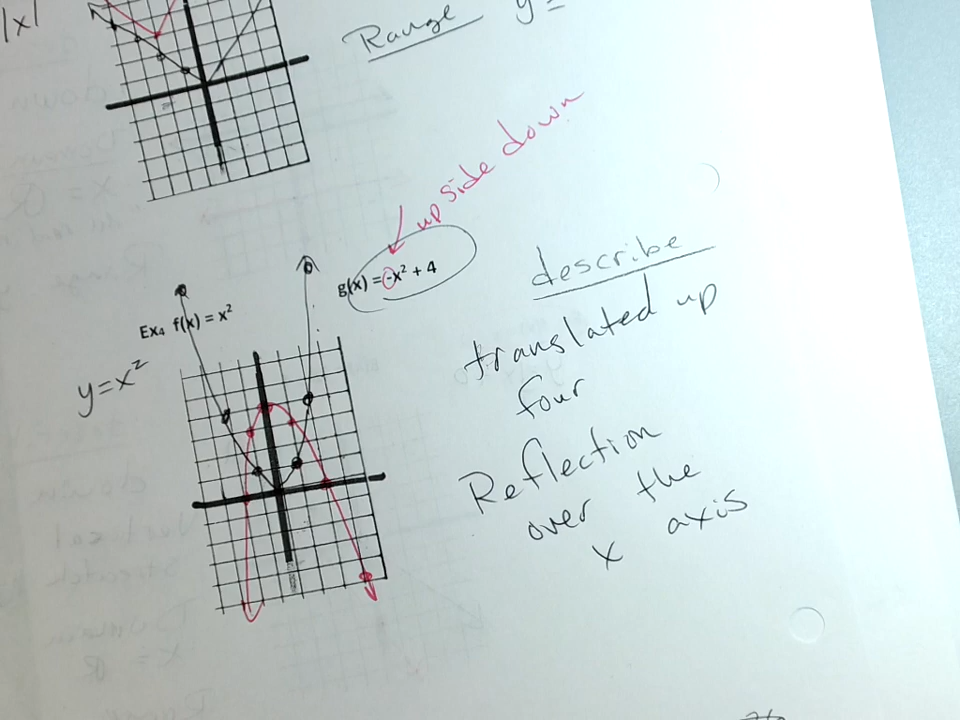 |x|
Range y=
upside down
g(x) = -x² + 4
Ex4 f(x) = x²
y=x²
describe
translated up
four
Reflection
over the
x axis